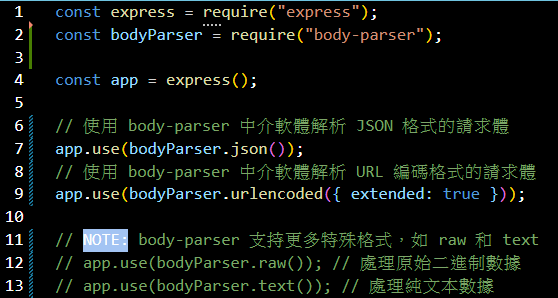 1 const express = require("express");
2 const bodyParser = require("body-parser");
3
4 const app = express();
5
6 // 使用 body-parser 中介軟體解析 JSON 格式的請求體
7 app.use(bodyParser.json());
8 // 使用 body-parser 中介軟體解析 URL 編碼格式的請求體
9 app.use(bodyParser.urlencoded({ extended: true }));
10
11 // NOTE: body-parser 支持更多特殊格式，如 raw 和 text
12 // app.use(bodyParser.raw()); // 處理原始二進制數據
13 // app.use(bodyParser.text()); // 處理純文本數據